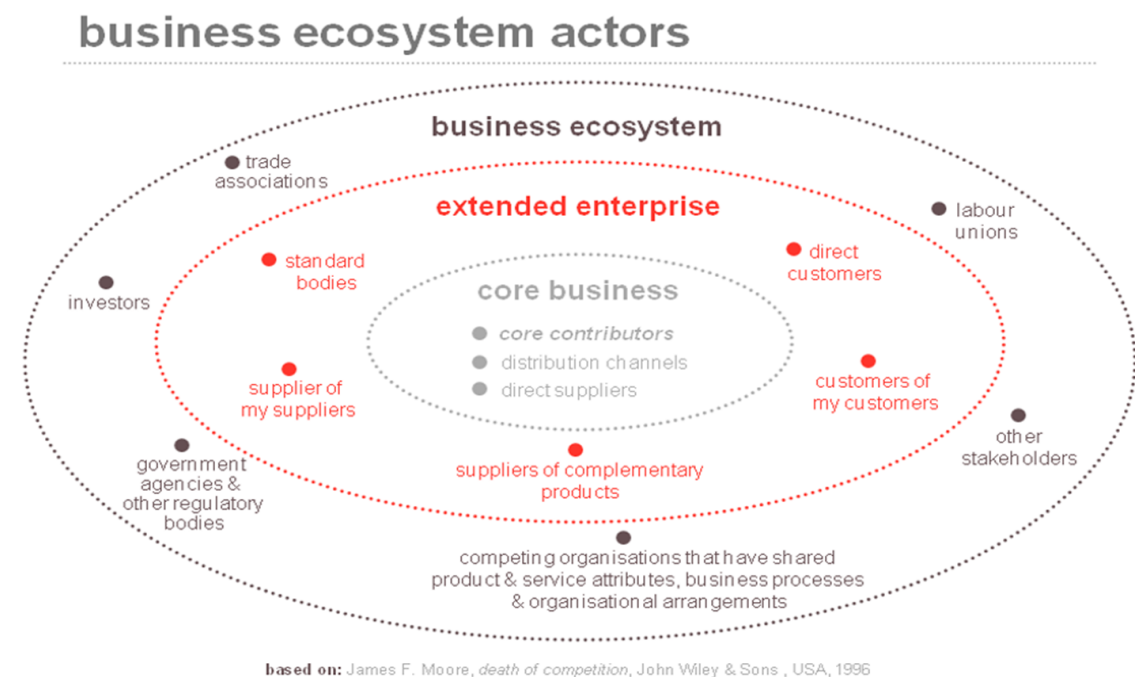 business ecosystem actors
business ecosystem
trade
associations
extended enterprise
labour
unions
standard
bodies
direct
customers
investors
core business
core contributors
distribution channels
direct suppliers
supplier of
my suppliers
customers of
my customers
suppliers of complementary
products
other
stakeholders
government
agencies &
other regulatory
bodies
competing organisations that have shared
product & service attributes, business processes
& organisational arrangements
based on: James F. Moore, death of competition, John Wiley & Sons , USA, 1996